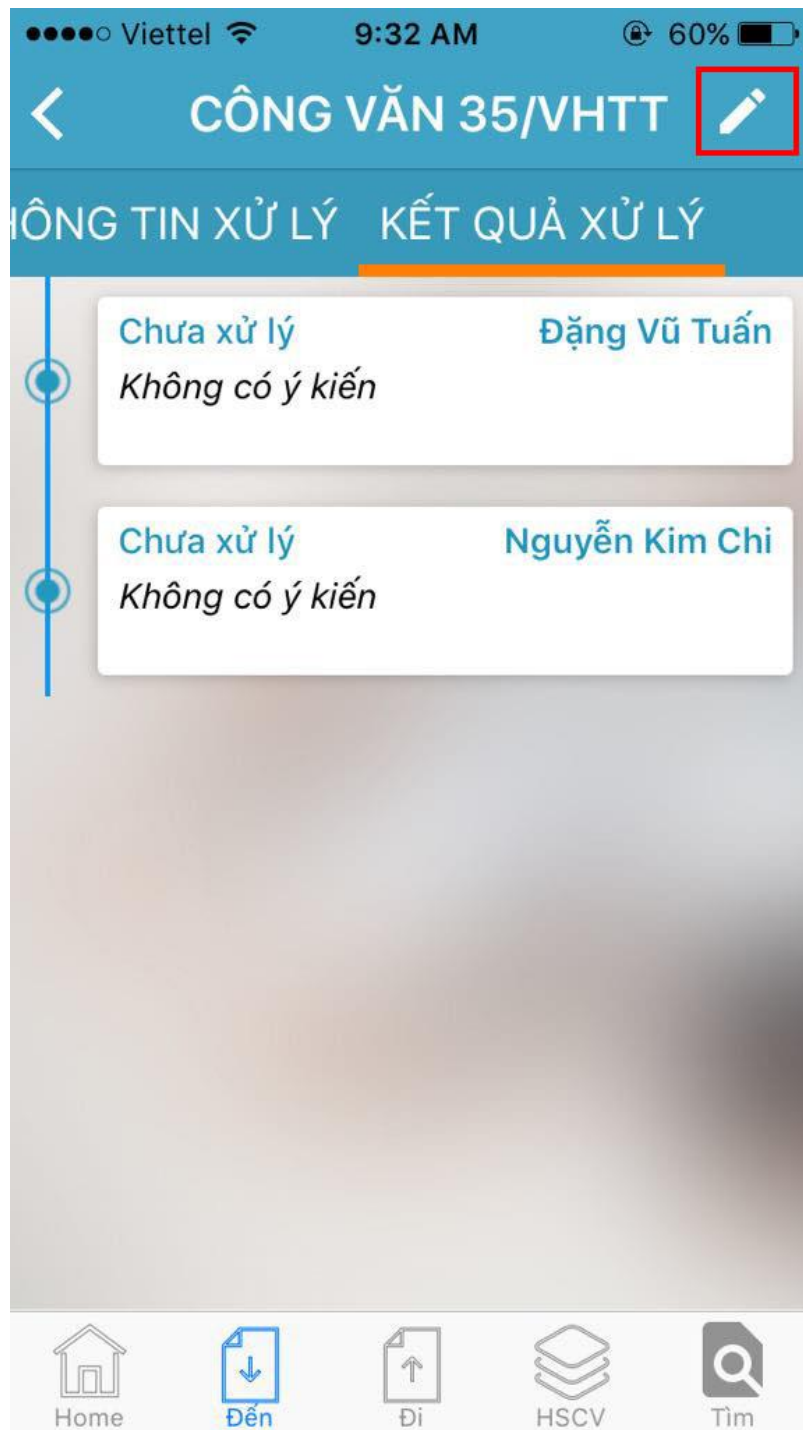 Viettel 9:32 AM 60%
CÔNG VĂN 35/VHTT
HÔNG TIN XỬ LÝ KẾT QUẢ XỬ LÝ
Chưa xử lý Đặng Vũ Tuấn
Không có ý kiến
Chưa xử lý Nguyễn Kim Chi
Không có ý kiến
Home Đến Đi HSCV Tìm